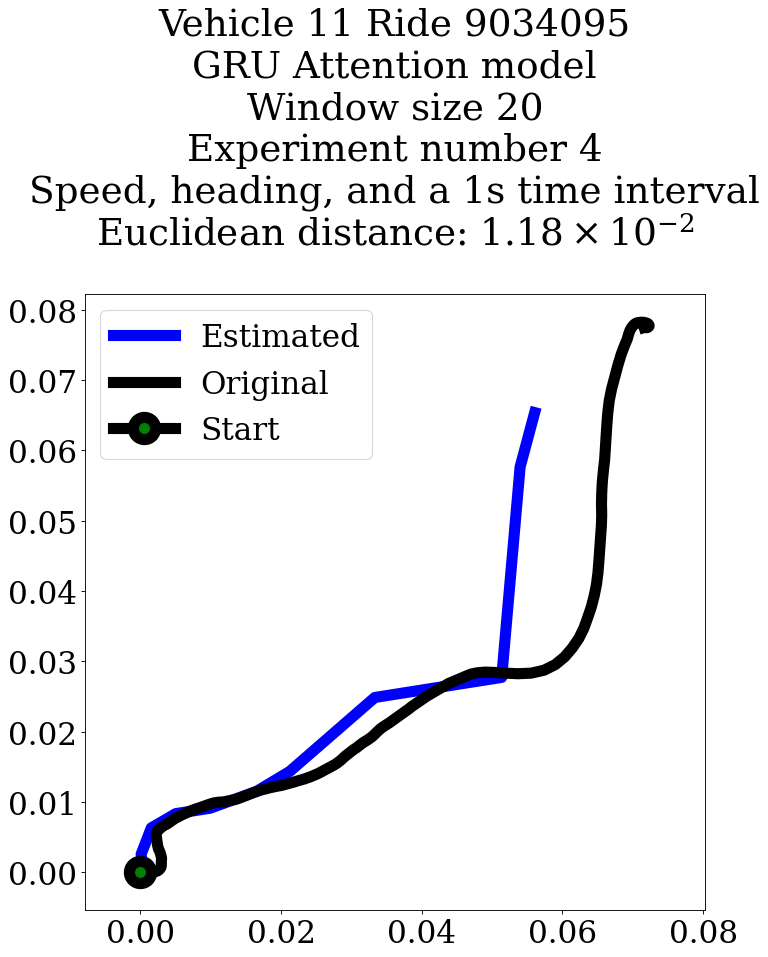 Vehicle 11 Ride 9034095
GRU Attention model
Window size 20
Experiment number 4
Speed, heading, and a 1s time interval
Euclidean distance: 1.18 × 10⁻²
0.08
0.07
0.06
0.05
0.04
0.03
0.02
0.01
0.00
Estimated
Original
Start
0.00 0.02 0.04 0.06 0.08